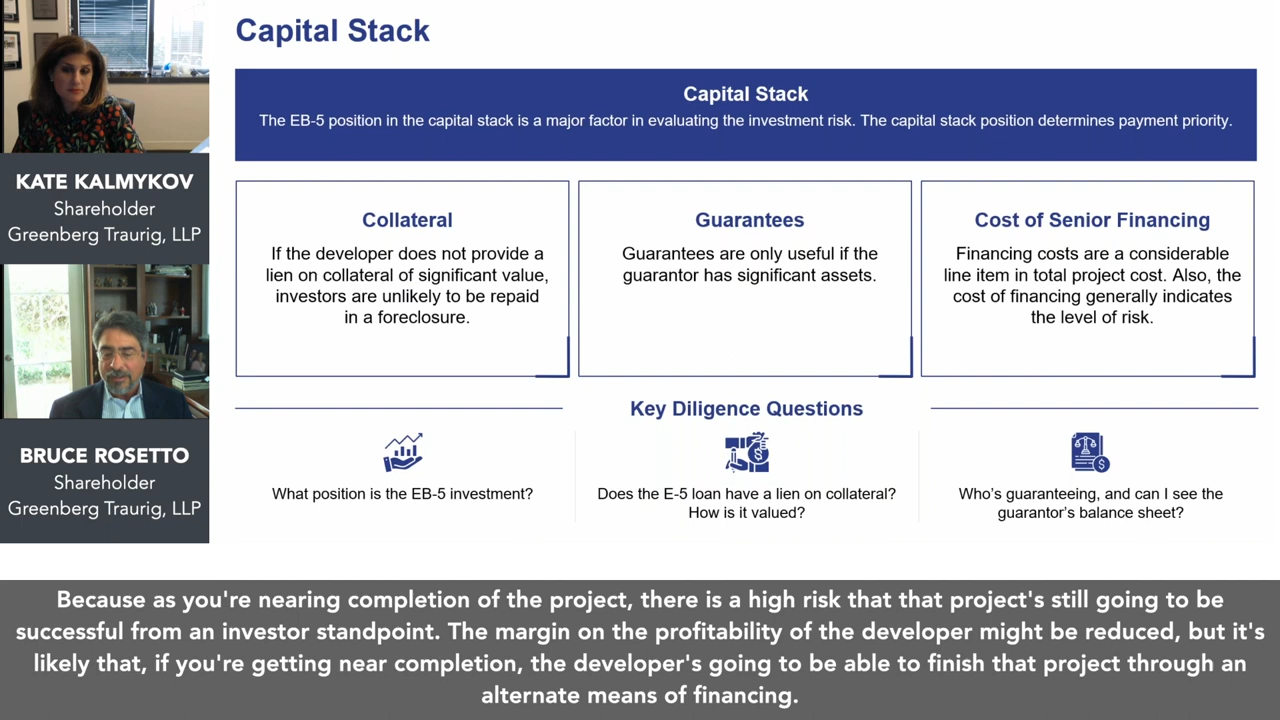 Capital Stack
Capital Stack
The EB-5 position in the capital stack is a major factor in evaluating the investment risk. The capital stack position determines payment priority.
KATE KALMYKOV
Shareholder
Greenberg Traurig, LLP
BRUCE ROSETTO
Shareholder
Greenberg Traurig, LLP
Collateral
If the developer does not provide a
lien on collateral of significant value,
investors are unlikely to be repaid
in a foreclosure.
Guarantees
Guarantees are only useful if the
guarantor has significant assets.
Cost of Senior Financing
Financing costs are a considerable
line item in total project cost. Also, the
cost of financing generally indicates
the level of risk.
Key Diligence Questions
What position is the EB-5 investment?
Does the E-5 loan have a lien on collateral?
How is it valued?
Who's guaranteeing, and can I see the
guarantor's balance sheet?
Because as you're nearing completion of the project, there is a high risk that that project's still going to be
successful from an investor standpoint. The margin on the profitability of the developer might be reduced, but it's
likely that, if you're getting near completion, the developer's going to be able to finish that project through an
alternate means of financing.